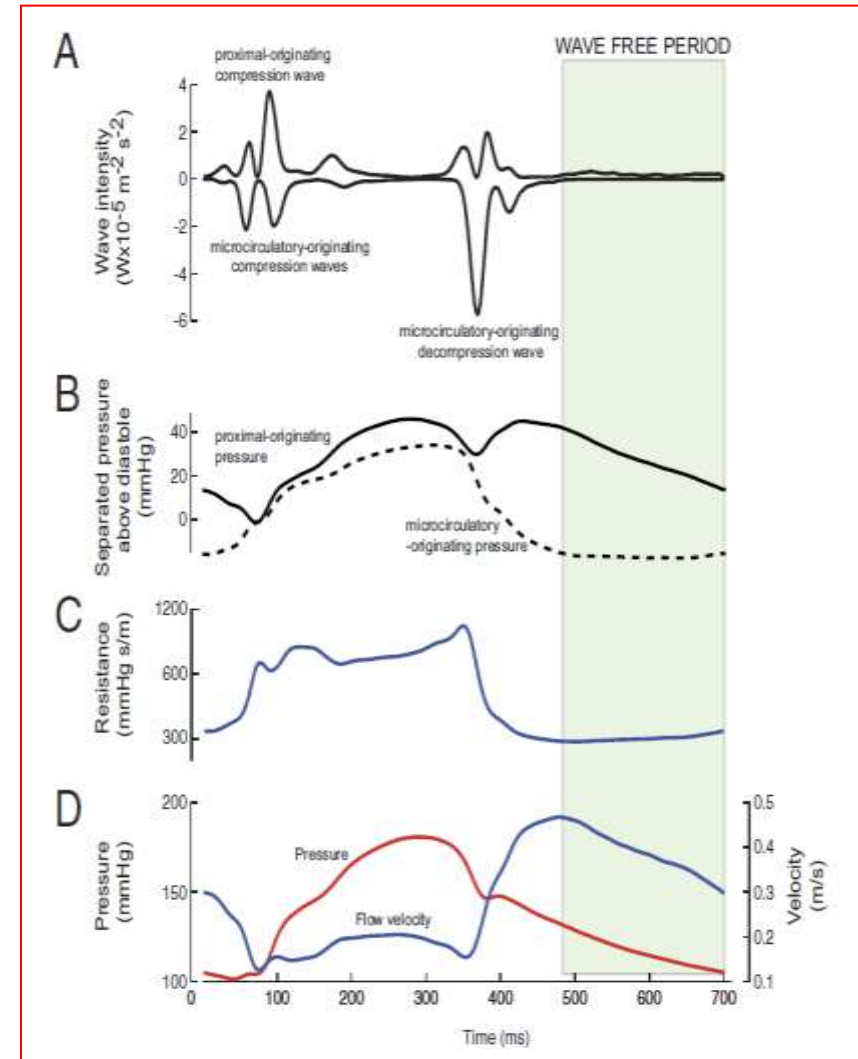 A
WAVE FREE PERIOD
proximal-originating
compression wave
4
2
0
-2
-4
-6
Wave intensity
(Wx10-5 m-2 s-2)
microcirculatory-originating
compression waves
microcirculatory-originating
decompression wave
B
Separated pressure
above diastole
(mmHg)
40
20
0
proximal-originating
pressure
microcirculatory
-originating pressure
C
Resistance
(mmHg s/m)
1200
600
300
D
Pressure
(mmHg)
200
150
100
Pressure
Flow velocity
0.5
0.4
0.3
0.2
0.1
Velocity
(m/s)
100 200 300 400 500 600 700
Time (ms)